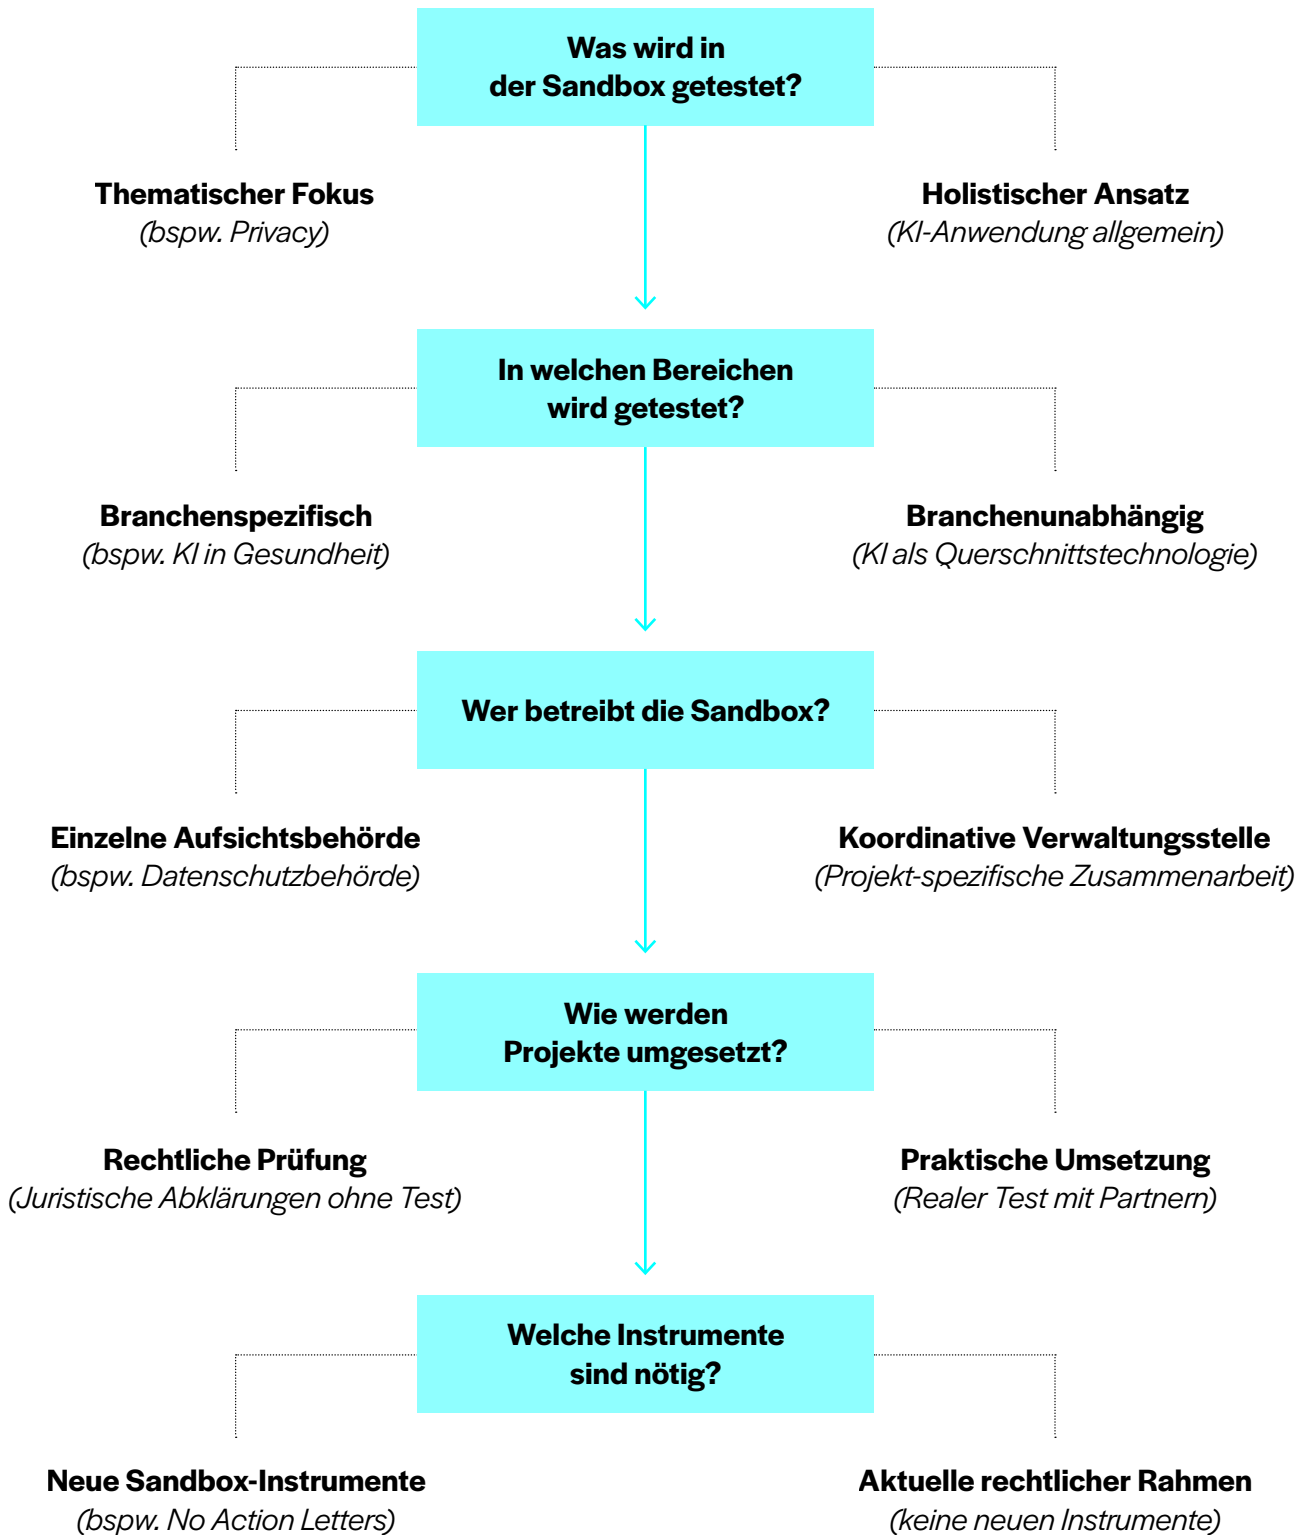 Was wird in
der Sandbox getestet?
Thematischer Fokus
(bspw. Privacy)
Holistischer Ansatz
(KI-Anwendung allgemein)
In welchen Bereichen
wird getestet?
Branchenspezifisch
(bspw. KI in Gesundheit)
Branchenunabhängig
(KI als Querschnittstechnologie)
Wer betreibt die Sandbox?
Einzelne Aufsichtsbehörde
(bspw. Datenschutzbehörde)
Koordinative Verwaltungsstelle
(Projekt-spezifische Zusammenarbeit)
Wie werden
Projekte umgesetzt?
Rechtliche Prüfung
(Juristische Abklärungen ohne Test)
Praktische Umsetzung
(Realer Test mit Partnern)
Welche Instrumente
sind nötig?
Neue Sandbox-Instrumente
(bspw. No Action Letters)
Aktuelle rechtlicher Rahmen
(keine neuen Instrumente)